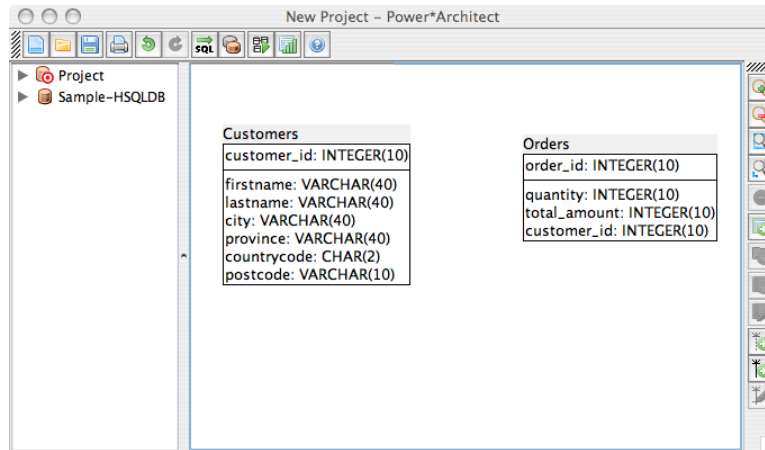 New Project – Power*Architect
SQL
Project
Sample-HSQLDB
Customers
customer_id: INTEGER(10)
firstname: VARCHAR(40)
lastname: VARCHAR(40)
city: VARCHAR(40)
province: VARCHAR(40)
countrycode: CHAR(2)
postcode: VARCHAR(10)
Orders
order_id: INTEGER(10)
quantity: INTEGER(10)
total_amount: INTEGER(10)
customer_id: INTEGER(10)